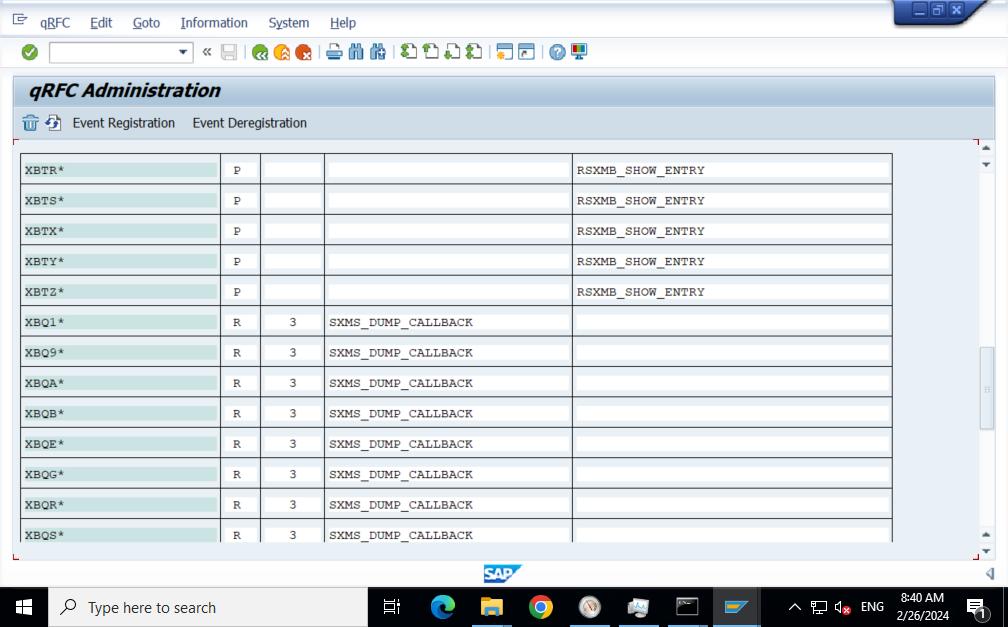 qRFC Edit Goto Information System Help
qRFC Administration
Event Registration Event Deregistration
XBTR* P RSXMB_SHOW_ENTRY
XBTS* P RSXMB_SHOW_ENTRY
XBTX* P RSXMB_SHOW_ENTRY
XBTY* P RSXMB_SHOW_ENTRY
XBTZ* P RSXMB_SHOW_ENTRY
XBQ1* R 3 SXMS_DUMP_CALLBACK
XBQ9* R 3 SXMS_DUMP_CALLBACK
XBQA* R 3 SXMS_DUMP_CALLBACK
XBQB* R 3 SXMS_DUMP_CALLBACK
XBQE* R 3 SXMS_DUMP_CALLBACK
XBQG* R 3 SXMS_DUMP_CALLBACK
XBQR* R 3 SXMS_DUMP_CALLBACK
XBQS* R 3 SXMS_DUMP_CALLBACK
SAP
Type here to search
ENG
8:40 AM
2/26/2024
1